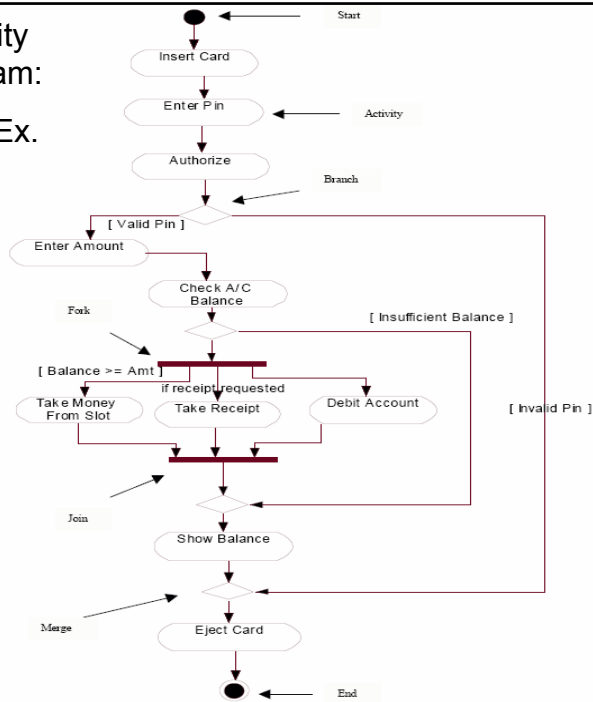 Start
ity
Insert Card
am:
Enter Pin
Activity
Ex.
Authorize
Branch
[ Valid Pin ]
Enter Amount
Check A/C
Balance
Fork
[ Insufficient Balance ]
[ Balance >= Amt ]
if receipt requested
Take Money
From Slot
Take Receipt
Debit Account
[ Invalid Pin ]
Join
Show Balance
Merge
Eject Card
End